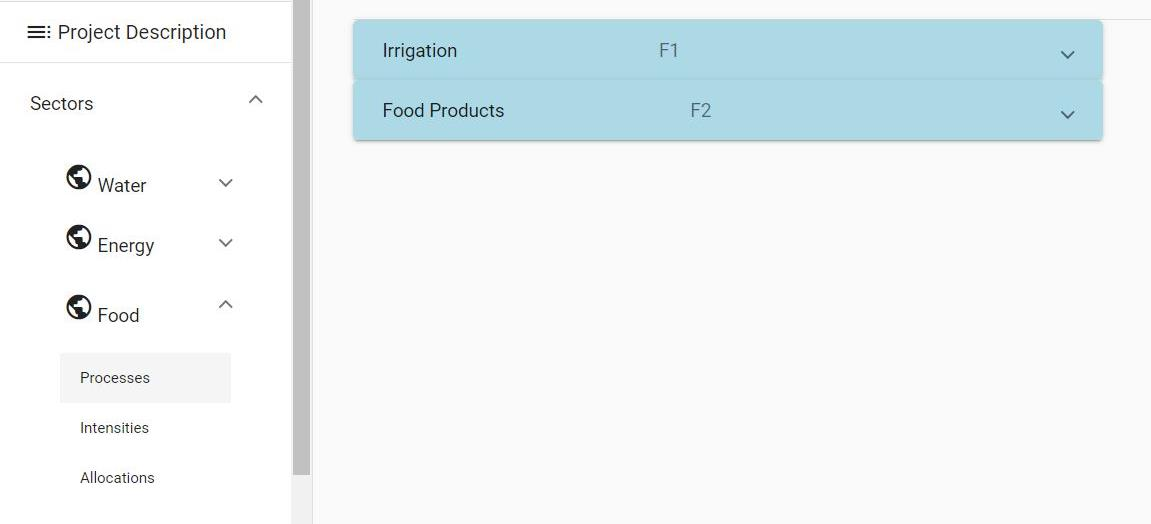 Project Description
Sectors
Water
Energy
Food
Processes
Intensities
Allocations
Irrigation F1
Food Products F2